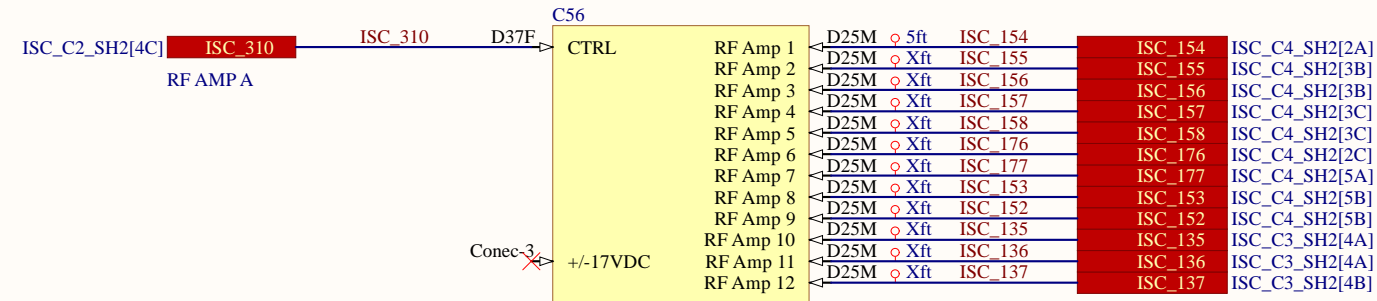 C56
ISC_C2_SH2[4C] ISC_310 ISC_310 D37F CTRL
RF AMP A
RF Amp 1 D25M 5ft ISC_154 ISC_154 ISC_C4_SH2[2A]
RF Amp 2 D25M Xft ISC_155 ISC_155 ISC_C4_SH2[3B]
RF Amp 3 D25M Xft ISC_156 ISC_156 ISC_C4_SH2[3B]
RF Amp 4 D25M Xft ISC_157 ISC_157 ISC_C4_SH2[3C]
RF Amp 5 D25M Xft ISC_158 ISC_158 ISC_C4_SH2[3C]
RF Amp 6 D25M Xft ISC_176 ISC_176 ISC_C4_SH2[2C]
RF Amp 7 D25M Xft ISC_177 ISC_177 ISC_C4_SH2[5A]
RF Amp 8 D25M Xft ISC_153 ISC_153 ISC_C4_SH2[5B]
RF Amp 9 D25M Xft ISC_152 ISC_152 ISC_C4_SH2[5B]
RF Amp 10 D25M Xft ISC_135 ISC_135 ISC_C3_SH2[4A]
Conec-3 +/-17VDC RF Amp 11 D25M Xft ISC_136 ISC_136 ISC_C3_SH2[4A]
RF Amp 12 D25M Xft ISC_137 ISC_137 ISC_C3_SH2[4B]